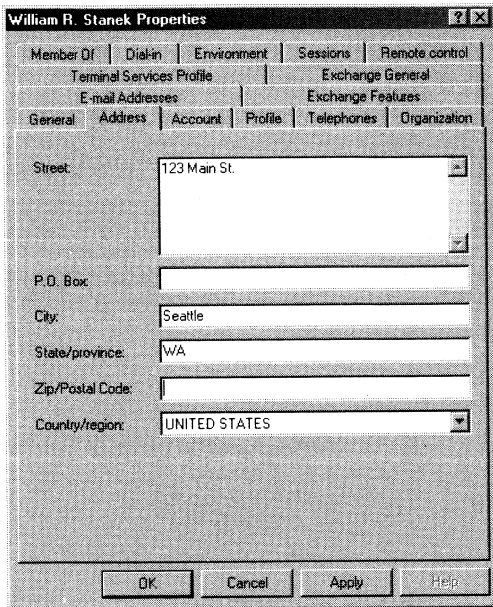 William R. Stanek Properties
Member Of Dial-in Environment Sessions Remote control
Terminal Services Profile Exchange General
E-mail Addresses Exchange Features
General Address Account Profile Telephones Organization
Street: 123 Main St.
P.O. Box:
City: Seattle
State/province: WA
Zip/Postal Code:
Country/region: UNITED STATES
OK Cancel Apply Help